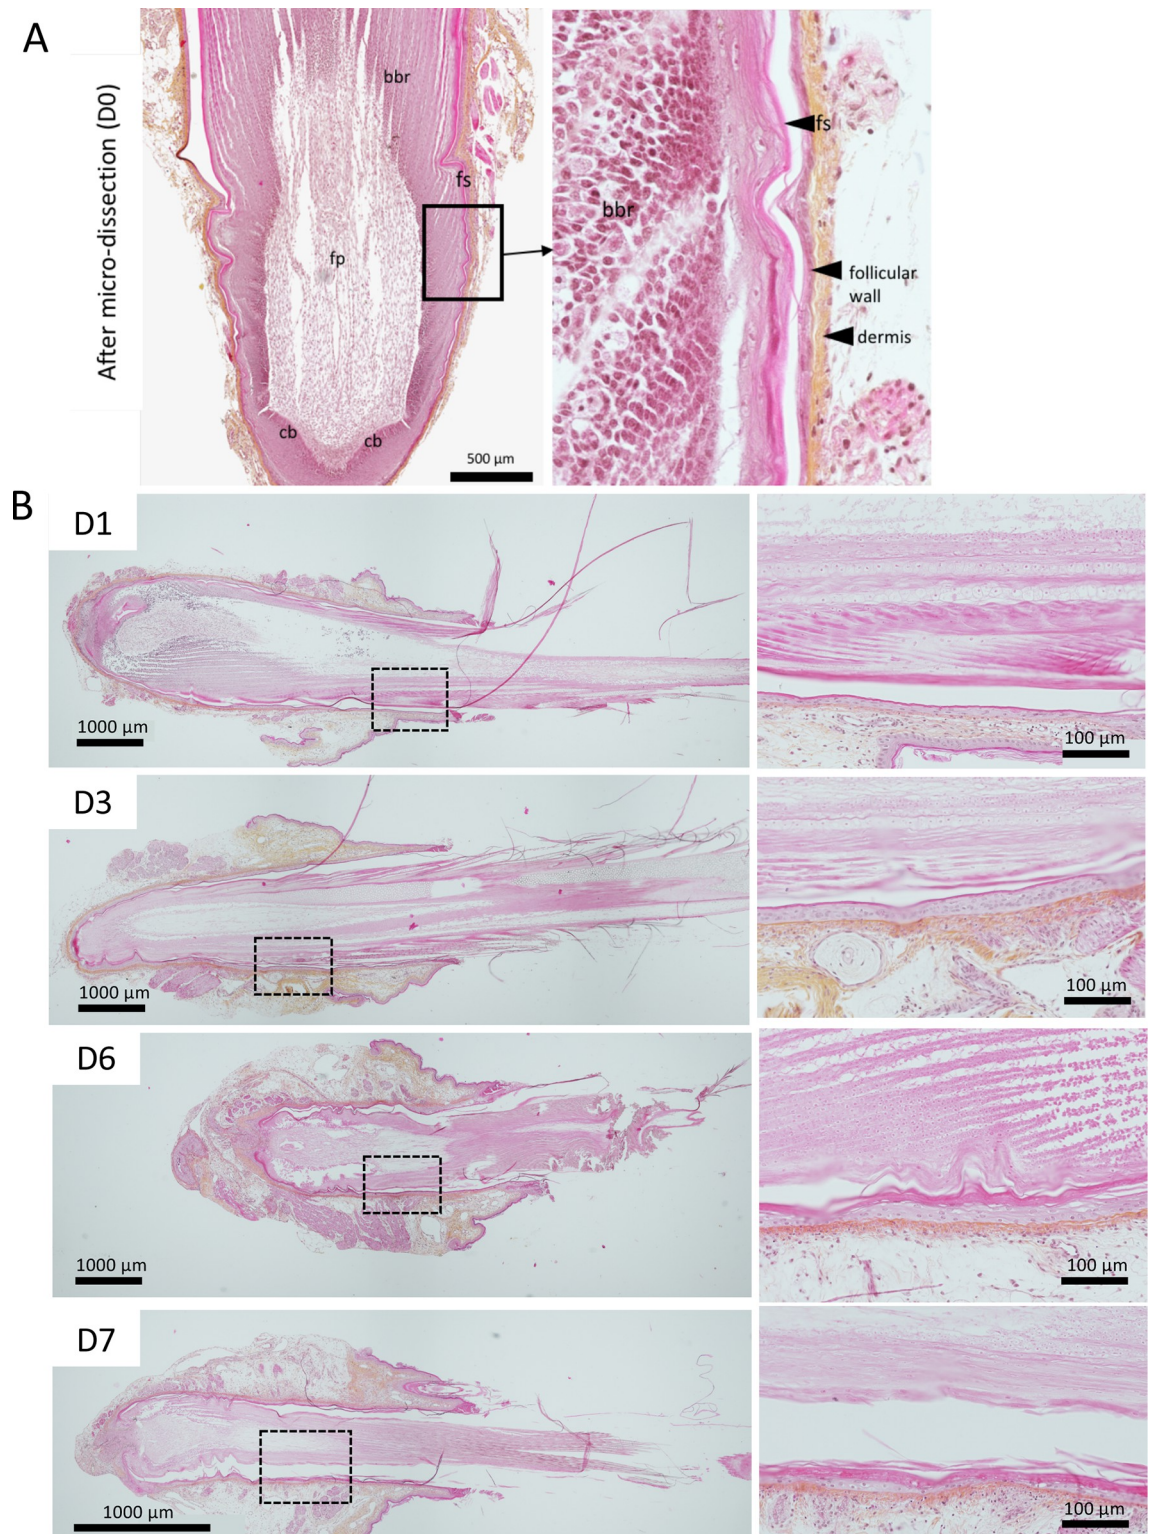 A
After micro-dissection (D0)
bbr
fs
fp
cb
cb
500 µm
bbr
fs
follicular
wall
dermis
B
D1
1000 µm
100 µm
D3
1000 µm
100 µm
D6
1000 µm
100 µm
D7
1000 µm
100 µm